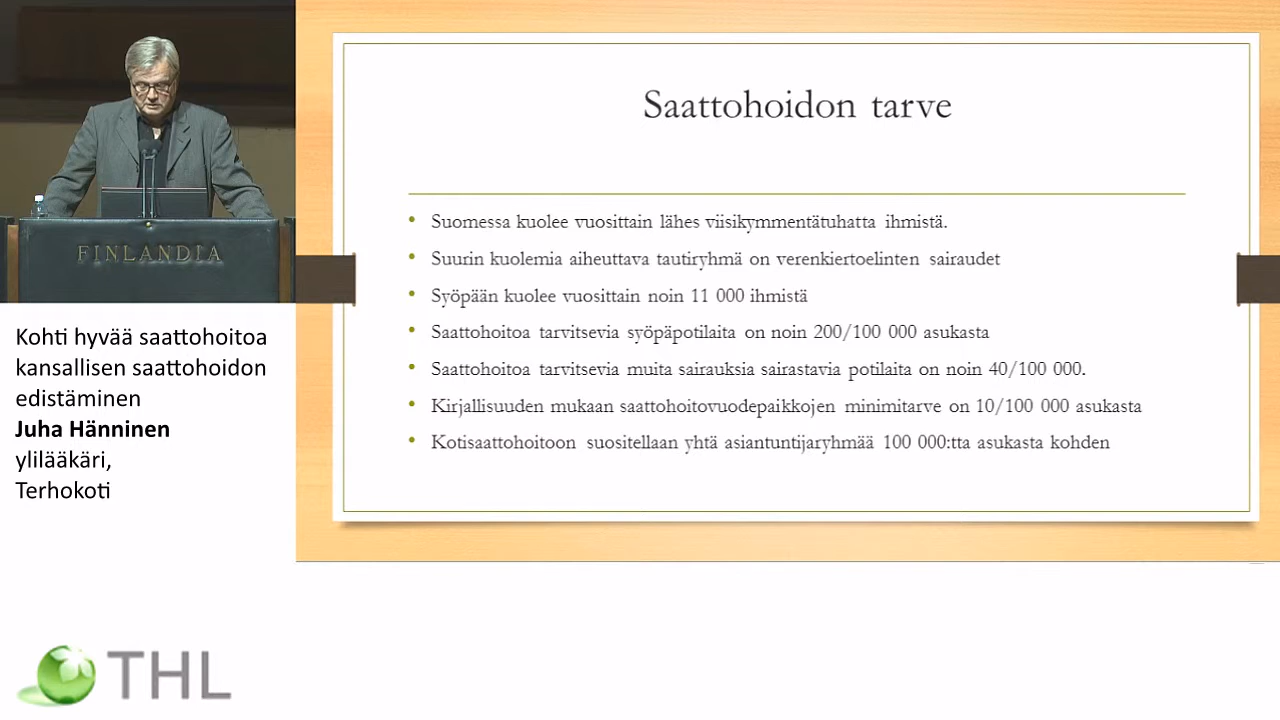 FINLANDIA
Kohti hyvää saattohoitoa
kansallisen saattohoidon
edistäminen
Juha Hänninen
ylilääkäri,
Terhokoti
THL
Saattohoidon tarve
• Suomessa kuolee vuosittain lähes viisikymmentätuhatta ihmistä.
• Suurin kuolemia aiheuttava tautiryhmä on verenkiertoelinten sairaudet
• Syöpään kuolee vuosittain noin 11 000 ihmistä
• Saattohoitoa tarvitsevia syöpäpotilaita on noin 200/100 000 asukasta
• Saattohoitoa tarvitsevia muita sairauksia sairastavia potilaita on noin 40/100 000.
• Kirjallisuuden mukaan saattohoitovuodepaikkojen minimitarve on 10/100 000 asukasta
• Kotisaattohoitoon suositellaan yhtä asiantuntijaryhmää 100 000:tta asukasta kohden